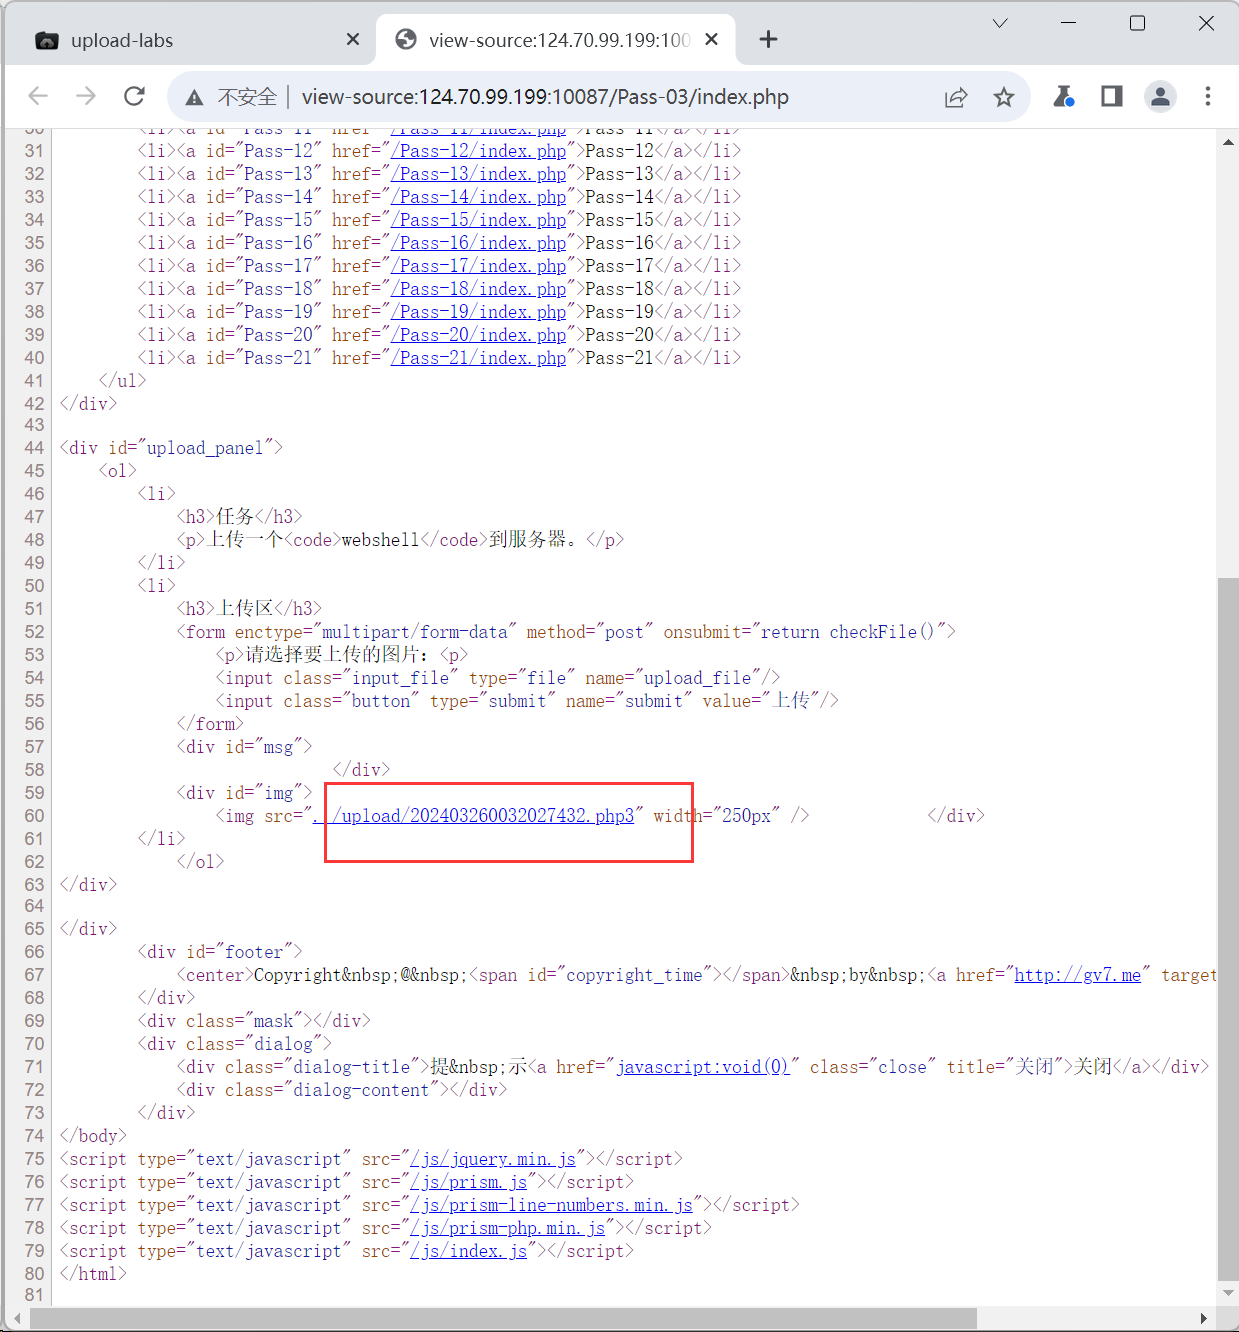 upload-labs
view-source:124.70.99.199:100
不安全 view-source:124.70.99.199:10087/Pass-03/index.php
30 <li><a id="Pass-11" href="/Pass-11/index.php">Pass-11</a></li>
31 <li><a id="Pass-12" href="/Pass-12/index.php">Pass-12</a></li>
32 <li><a id="Pass-13" href="/Pass-13/index.php">Pass-13</a></li>
33 <li><a id="Pass-14" href="/Pass-14/index.php">Pass-14</a></li>
34 <li><a id="Pass-15" href="/Pass-15/index.php">Pass-15</a></li>
35 <li><a id="Pass-16" href="/Pass-16/index.php">Pass-16</a></li>
36 <li><a id="Pass-17" href="/Pass-17/index.php">Pass-17</a></li>
37 <li><a id="Pass-18" href="/Pass-18/index.php">Pass-18</a></li>
38 <li><a id="Pass-19" href="/Pass-19/index.php">Pass-19</a></li>
39 <li><a id="Pass-20" href="/Pass-20/index.php">Pass-20</a></li>
40 <li><a id="Pass-21" href="/Pass-21/index.php">Pass-21</a></li>
41 </ul>
42 </div>
43
44 <div id="upload_panel">
45 <ol>
46 <li>
47 <h3>任务</h3>
48 <p>上传一个<code>webshell</code>到服务器。</p>
49 </li>
50 <li>
51 <h3>上传区</h3>
52 <form enctype="multipart/form-data" method="post" onsubmit="return checkFile()">
53 <p>请选择要上传的图片：<p>
54 <input class="input_file" type="file" name="upload_file"/>
55 <input class="button" type="submit" name="submit" value="上传"/>
56 </form>
57 <div id="msg">
58 </div>
59 <div id="img">
60 <img src="../upload/202403260032027432.php3" width="250px" /> </div>
61 </li>
62 </ol>
63 </div>
64
65 </div>
66 <div id="footer">
67 <center>Copyright&nbsp;@&nbsp;<span id="copyright_time"></span>&nbsp;by&nbsp;<a href="http://gv7.me" target
68 </div>
69 <div class="mask"></div>
70 <div class="dialog">
71 <div class="dialog-title">提&nbsp;示<a href="javascript:void(0)" class="close" title="关闭">关闭</a></div>
72 <div class="dialog-content"></div>
73 </div>
74 </body>
75 <script type="text/javascript" src="/js/jquery.min.js"></script>
76 <script type="text/javascript" src="/js/prism.js"></script>
77 <script type="text/javascript" src="/js/prism-line-numbers.min.js"></script>
78 <script type="text/javascript" src="/js/prism-php.min.js"></script>
79 <script type="text/javascript" src="/js/index.js"></script>
80 </html>
81